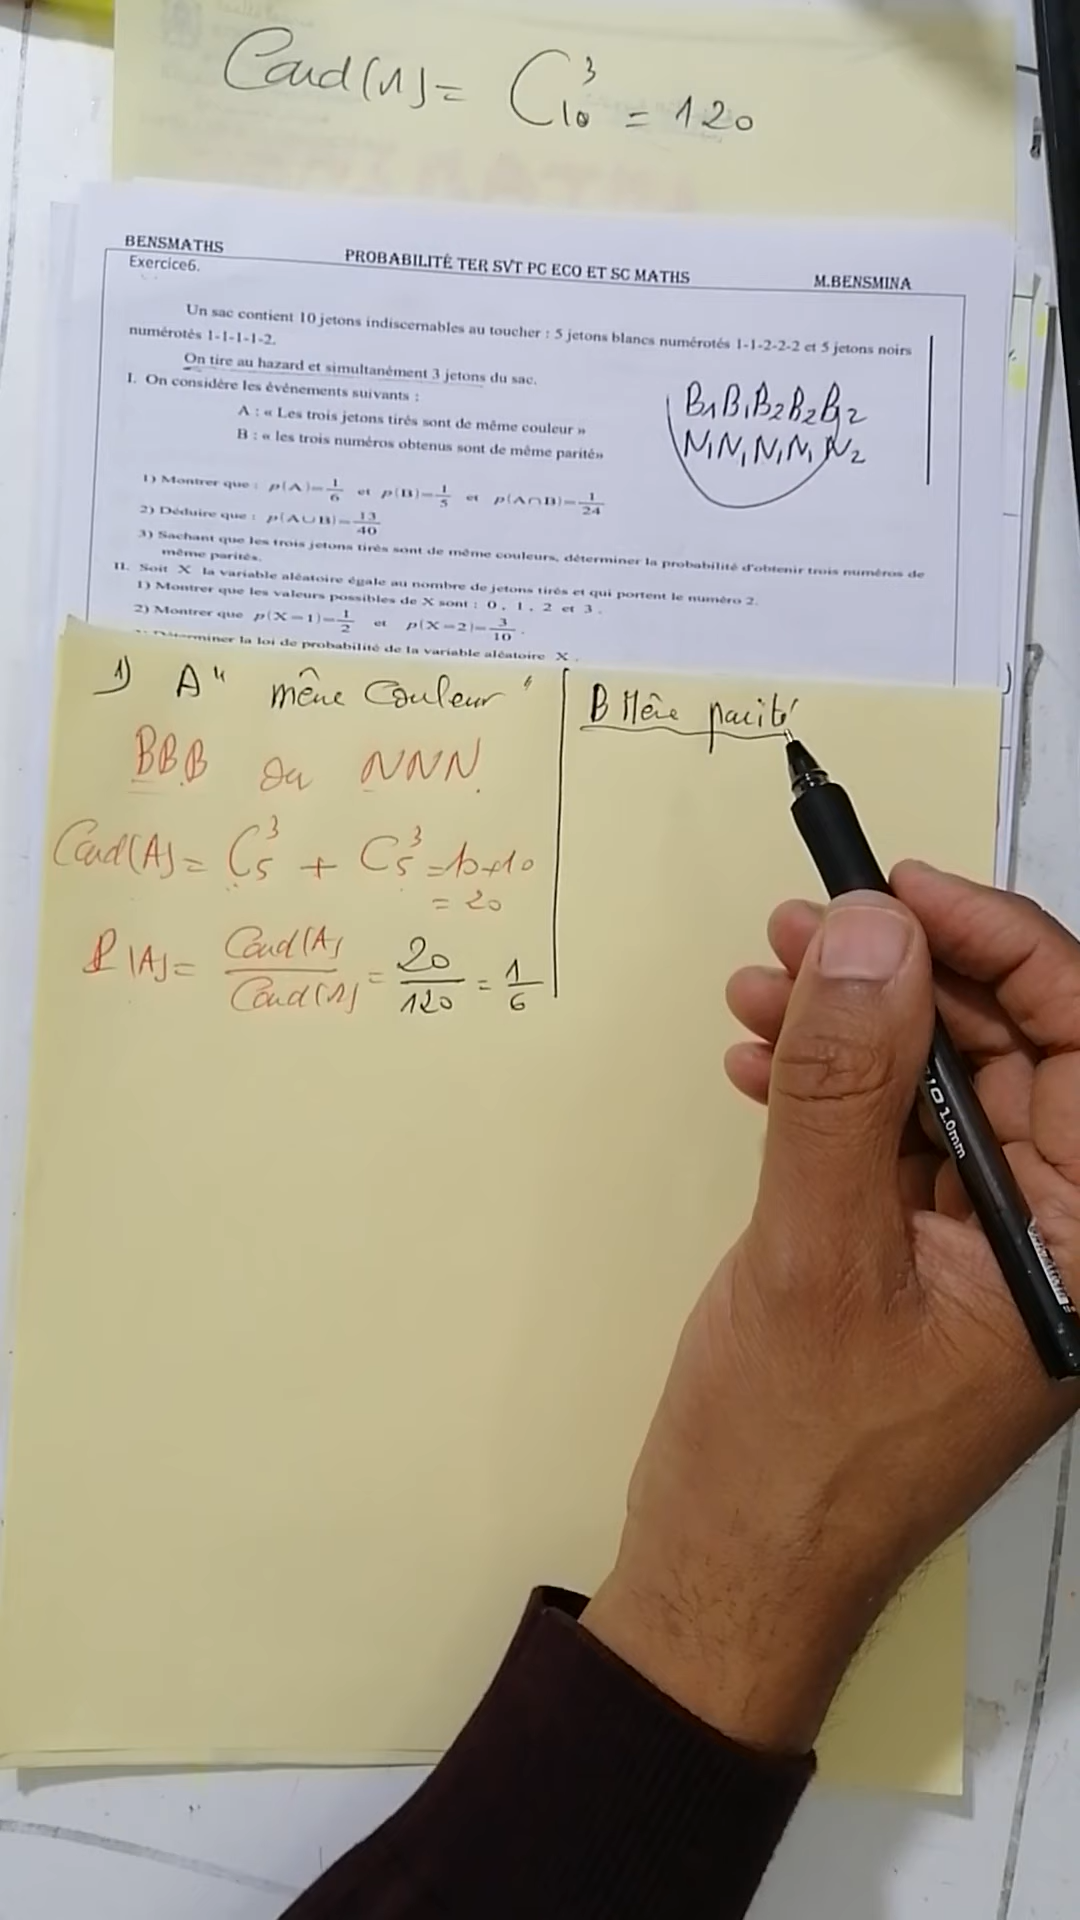 Card(Ω) = C₁₀³ = 120
BENSMATHS PROBABILITÉ TER SVT PC ECO ET SC MATHS M.BENSMINA
Exercice6.
Un sac contient 10 jetons indiscernables au toucher : 5 jetons blancs numérotés 1-1-2-2-2 et 5 jetons noirs
numérotés 1-1-1-1-2.
On tire au hazard et simultanément 3 jetons du sac.
I. On considère les événements suivants :
A : « Les trois jetons tirés sont de même couleur »
B : « les trois numéros obtenus sont de même parité»
B₁B₁B₂B₂B₂
N₁N₁N₁N₁N₂
1) Montrer que : p(A)=1/6 et p(B)=1/5 et p(A∩B)=1/24
2) Déduire que : p(A∪B)=13/40
3) Sachant que les trois jetons tirés sont de même couleurs, déterminer la probabilité d'obtenir trois numéros de
même parités.
II. Soit X la variable aléatoire égale au nombre de jetons tirés et qui portent le numéro 2.
1) Montrer que les valeurs possibles de X sont : 0 , 1 , 2 et 3 .
2) Montrer que p(X=1)=1/2 et p(X=2)=3/10 .
Déterminer la loi de probabilité de la variable aléatoire X .
1) A " même Couleur "
BBB ou NNN
Card(A) = C₅³ + C₅³ = 10+10
= 20
P(A) = Card(A)/Card(Ω) = 20/120 = 1/6
B Même parité
1.0mm